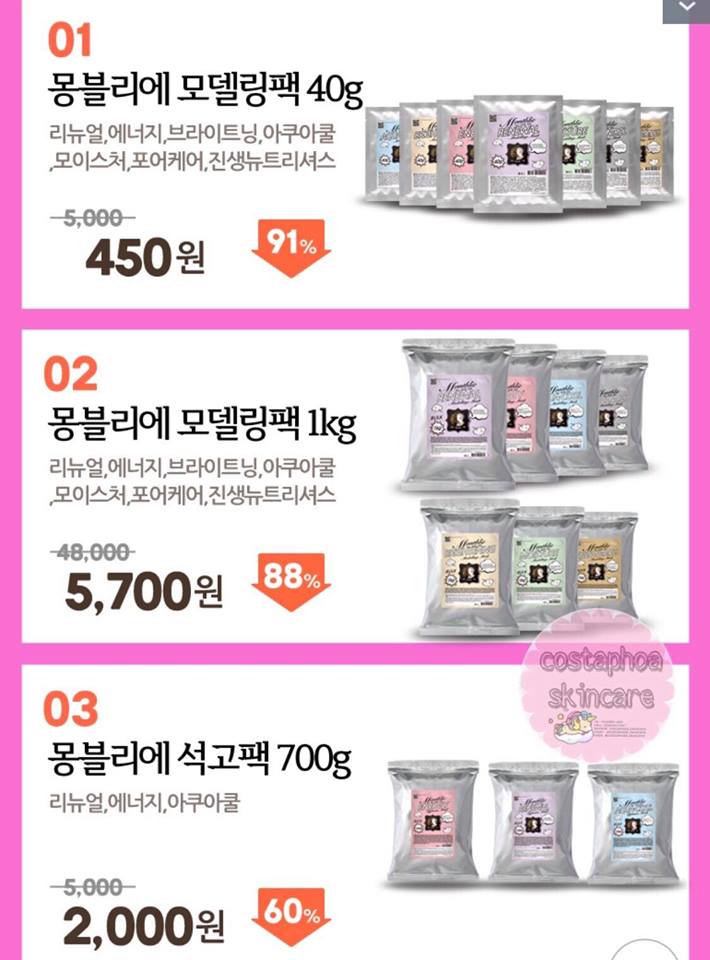 01
몽블리에 모델링팩 40g
리뉴얼,에너지,브라이트닝,아쿠아쿨
,모이스처,포어케어,진생뉴트리셔스
5,000
450원
91%
02
몽블리에 모델링팩 1kg
리뉴얼,에너지,브라이트닝,아쿠아쿨
,모이스처,포어케어,진생뉴트리셔스
48,000
5,700원
88%
costaphoa
skincare
03
몽블리에 석고팩 700g
리뉴얼,에너지,아쿠아쿨
5,000
2,000원
60%